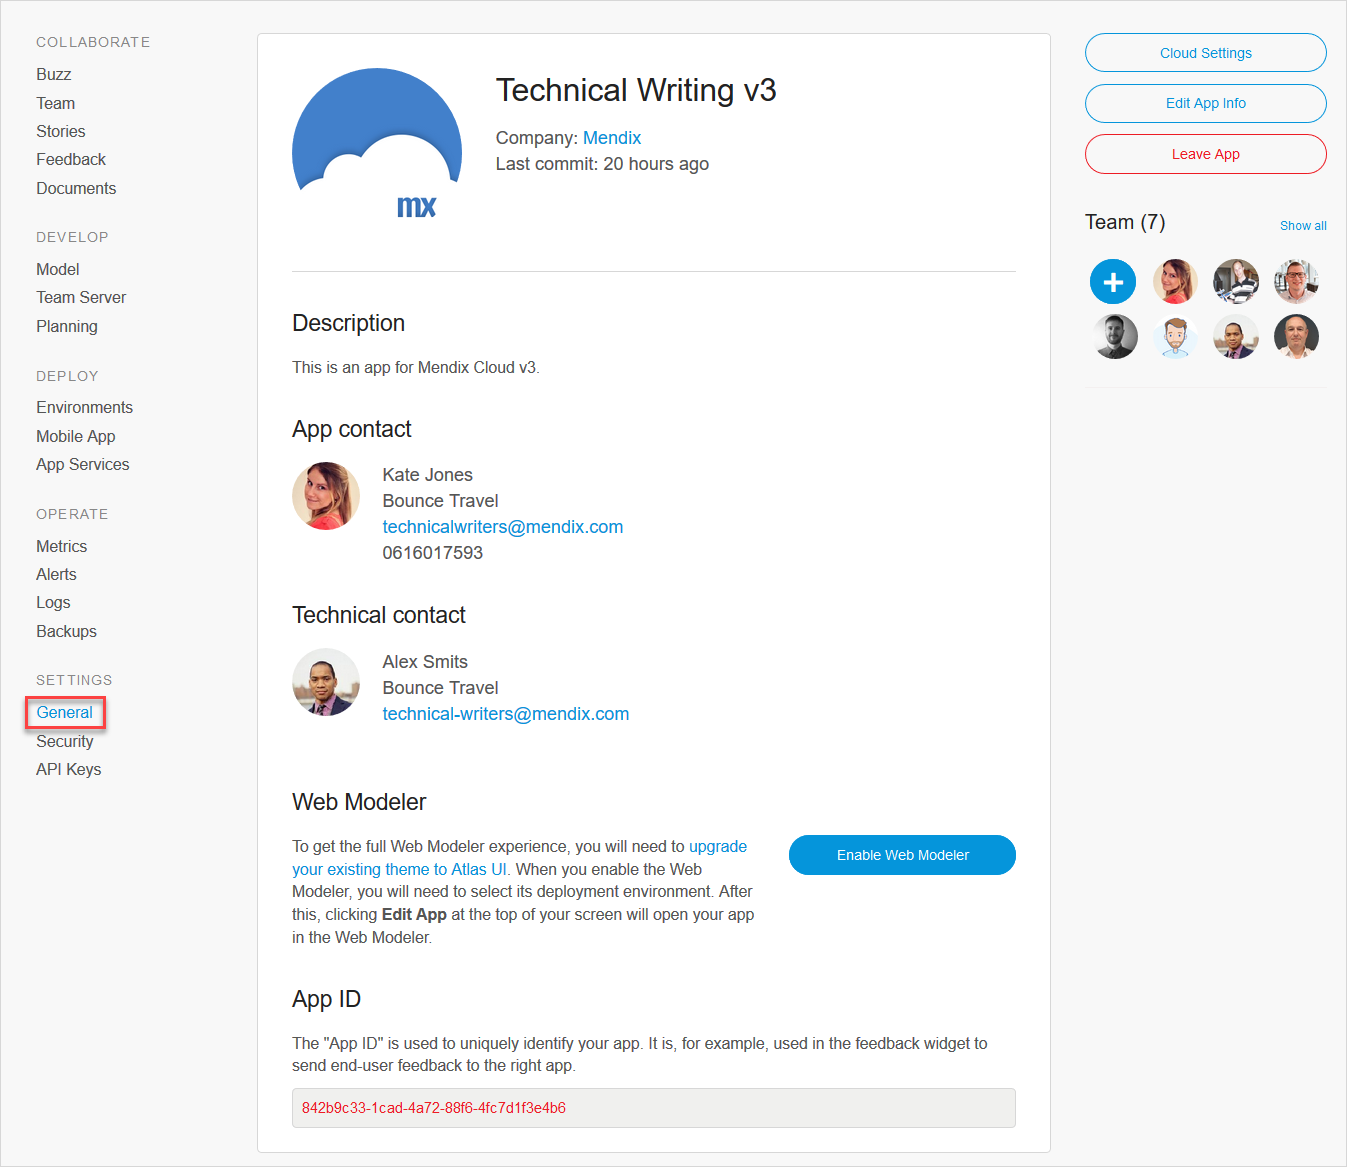 COLLABORATE
Buzz
Team
Stories
Feedback
Documents
DEVELOP
Model
Team Server
Planning
DEPLOY
Environments
Mobile App
App Services
OPERATE
Metrics
Alerts
Logs
Backups
SETTINGS
General
Security
API Keys
mx
Technical Writing v3
Company: Mendix
Last commit: 20 hours ago
Description
This is an app for Mendix Cloud v3.
App contact
Kate Jones
Bounce Travel
technicalwriters@mendix.com
0616017593
Technical contact
Alex Smits
Bounce Travel
technical-writers@mendix.com
Web Modeler
To get the full Web Modeler experience, you will need to upgrade
your existing theme to Atlas UI. When you enable the Web
Modeler, you will need to select its deployment environment. After
this, clicking Edit App at the top of your screen will open your app
in the Web Modeler.
Enable Web Modeler
App ID
The "App ID" is used to uniquely identify your app. It is, for example, used in the feedback widget to
send end-user feedback to the right app.
842b9c33-1cad-4a72-88f6-4fc7d1f3e4b6
Cloud Settings
Edit App Info
Leave App
Team (7)
Show all